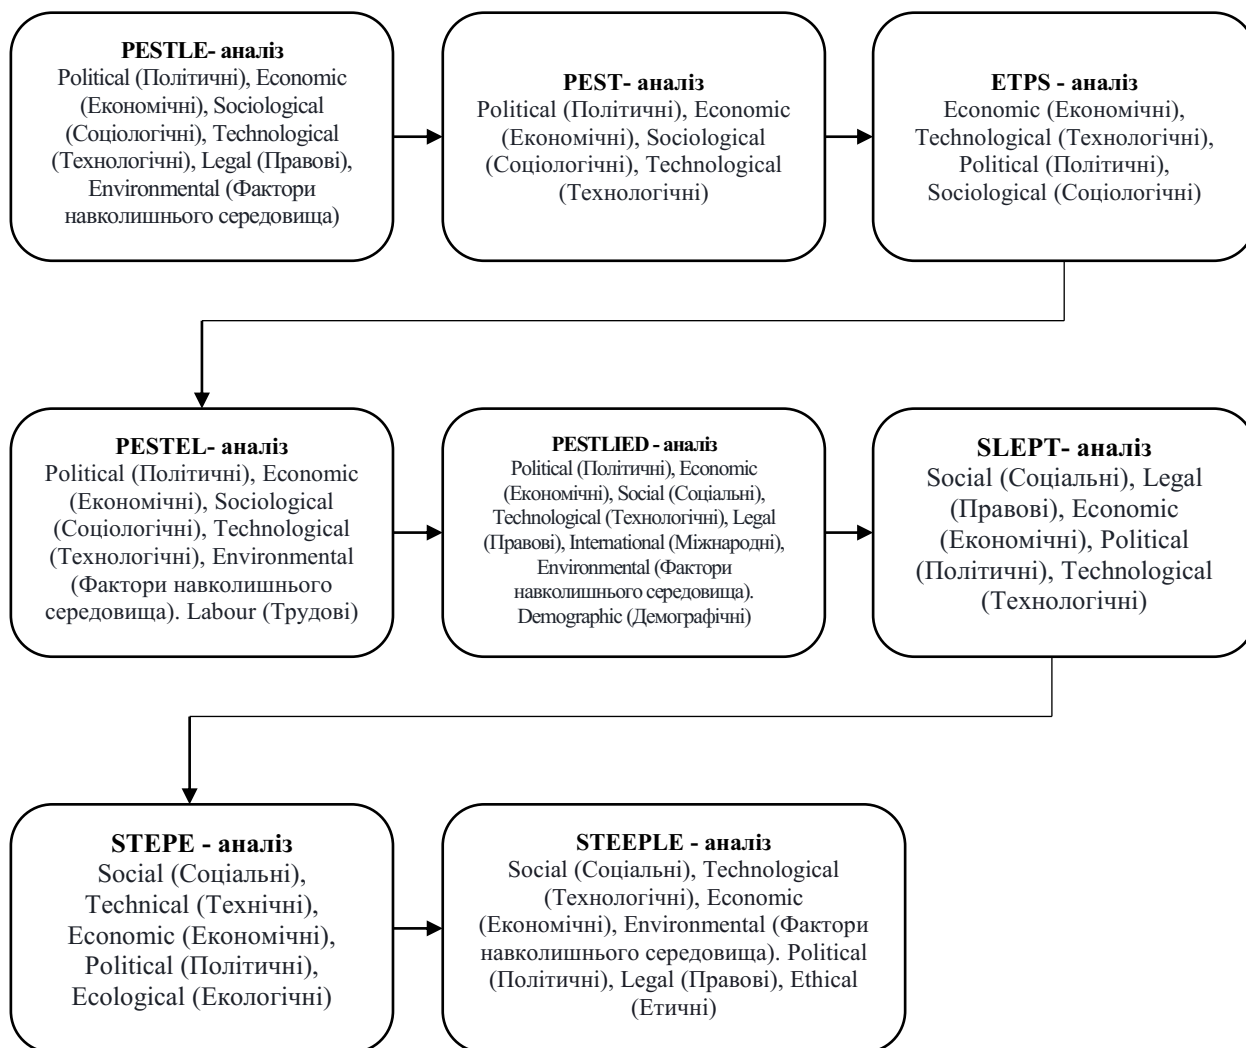 PESTLE- аналіз
Political (Політичні), Economic
(Економічні), Sociological
(Соціологічні), Technological
(Технологічні), Legal (Правові),
Environmental (Фактори
навколишнього середовища)
PEST- аналіз
Political (Політичні), Economic
(Економічні), Sociological
(Соціологічні), Technological
(Технологічні)
ETPS - аналіз
Economic (Економічні),
Technological (Технологічні),
Political (Політичні),
Sociological (Соціологічні)
PESTEL- аналіз
Political (Політичні), Economic
(Економічні), Sociological
(Соціологічні), Technological
(Технологічні), Environmental
(Фактори навколишнього
середовища). Labour (Трудові)
PESTLIED - аналіз
Political (Політичні), Economic
(Економічні), Social (Соціальні),
Technological (Технологічні), Legal
(Правові), International (Міжнародні),
Environmental (Фактори
навколишнього середовища).
Demographic (Демографічні)
SLEPT- аналіз
Social (Соціальні), Legal
(Правові), Economic
(Економічні), Political
(Політичні), Technological
(Технологічні)
STEPE - аналіз
Social (Соціальні),
Technical (Технічні),
Economic (Економічні),
Political (Політичні),
Ecological (Екологічні)
STEEPLE - аналіз
Social (Соціальні), Technological
(Технологічні), Economic
(Економічні), Environmental (Фактори
навколишнього середовища). Political
(Політичні), Legal (Правові), Ethical
(Етичні)